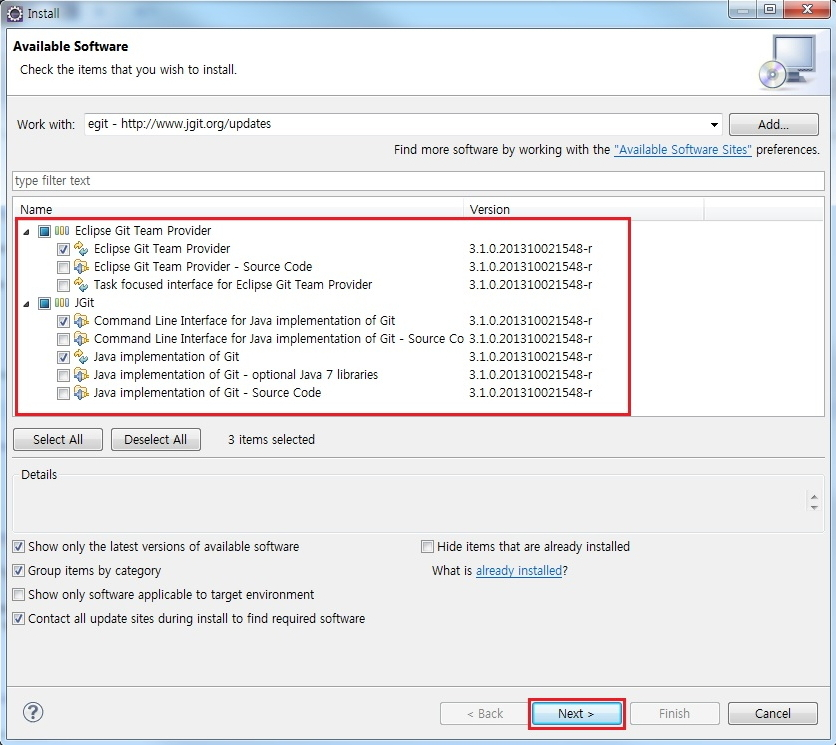 Install
Available Software
Check the items that you wish to install.
Work with: egit - http://www.jgit.org/updates Add...
Find more software by working with the "Available Software Sites" preferences.
type filter text
Name Version
Eclipse Git Team Provider
Eclipse Git Team Provider 3.1.0.201310021548-r
Eclipse Git Team Provider - Source Code 3.1.0.201310021548-r
Task focused interface for Eclipse Git Team Provider 3.1.0.201310021548-r
JGit
Command Line Interface for Java implementation of Git 3.1.0.201310021548-r
Command Line Interface for Java implementation of Git - Source Co 3.1.0.201310021548-r
Java implementation of Git 3.1.0.201310021548-r
Java implementation of Git - optional Java 7 libraries 3.1.0.201310021548-r
Java implementation of Git - Source Code 3.1.0.201310021548-r
Select All Deselect All 3 items selected
Details
Show only the latest versions of available software Hide items that are already installed
Group items by category What is already installed?
Show only software applicable to target environment
Contact all update sites during install to find required software
? < Back Next > Finish Cancel